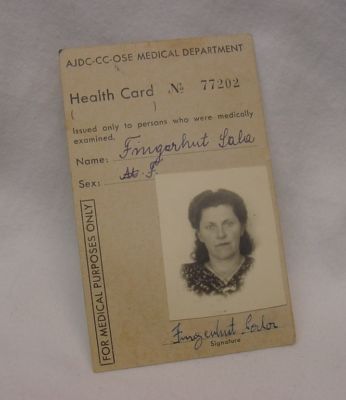 AJDC-CC-OSE MEDICAL DEPARTMENT
Health Card № 77202
( )
Issued only to persons who were medically
examined.
Name: Fingerhut Sala
Sex: F.
FOR MEDICAL PURPOSES ONLY
Fingerhut
Signature